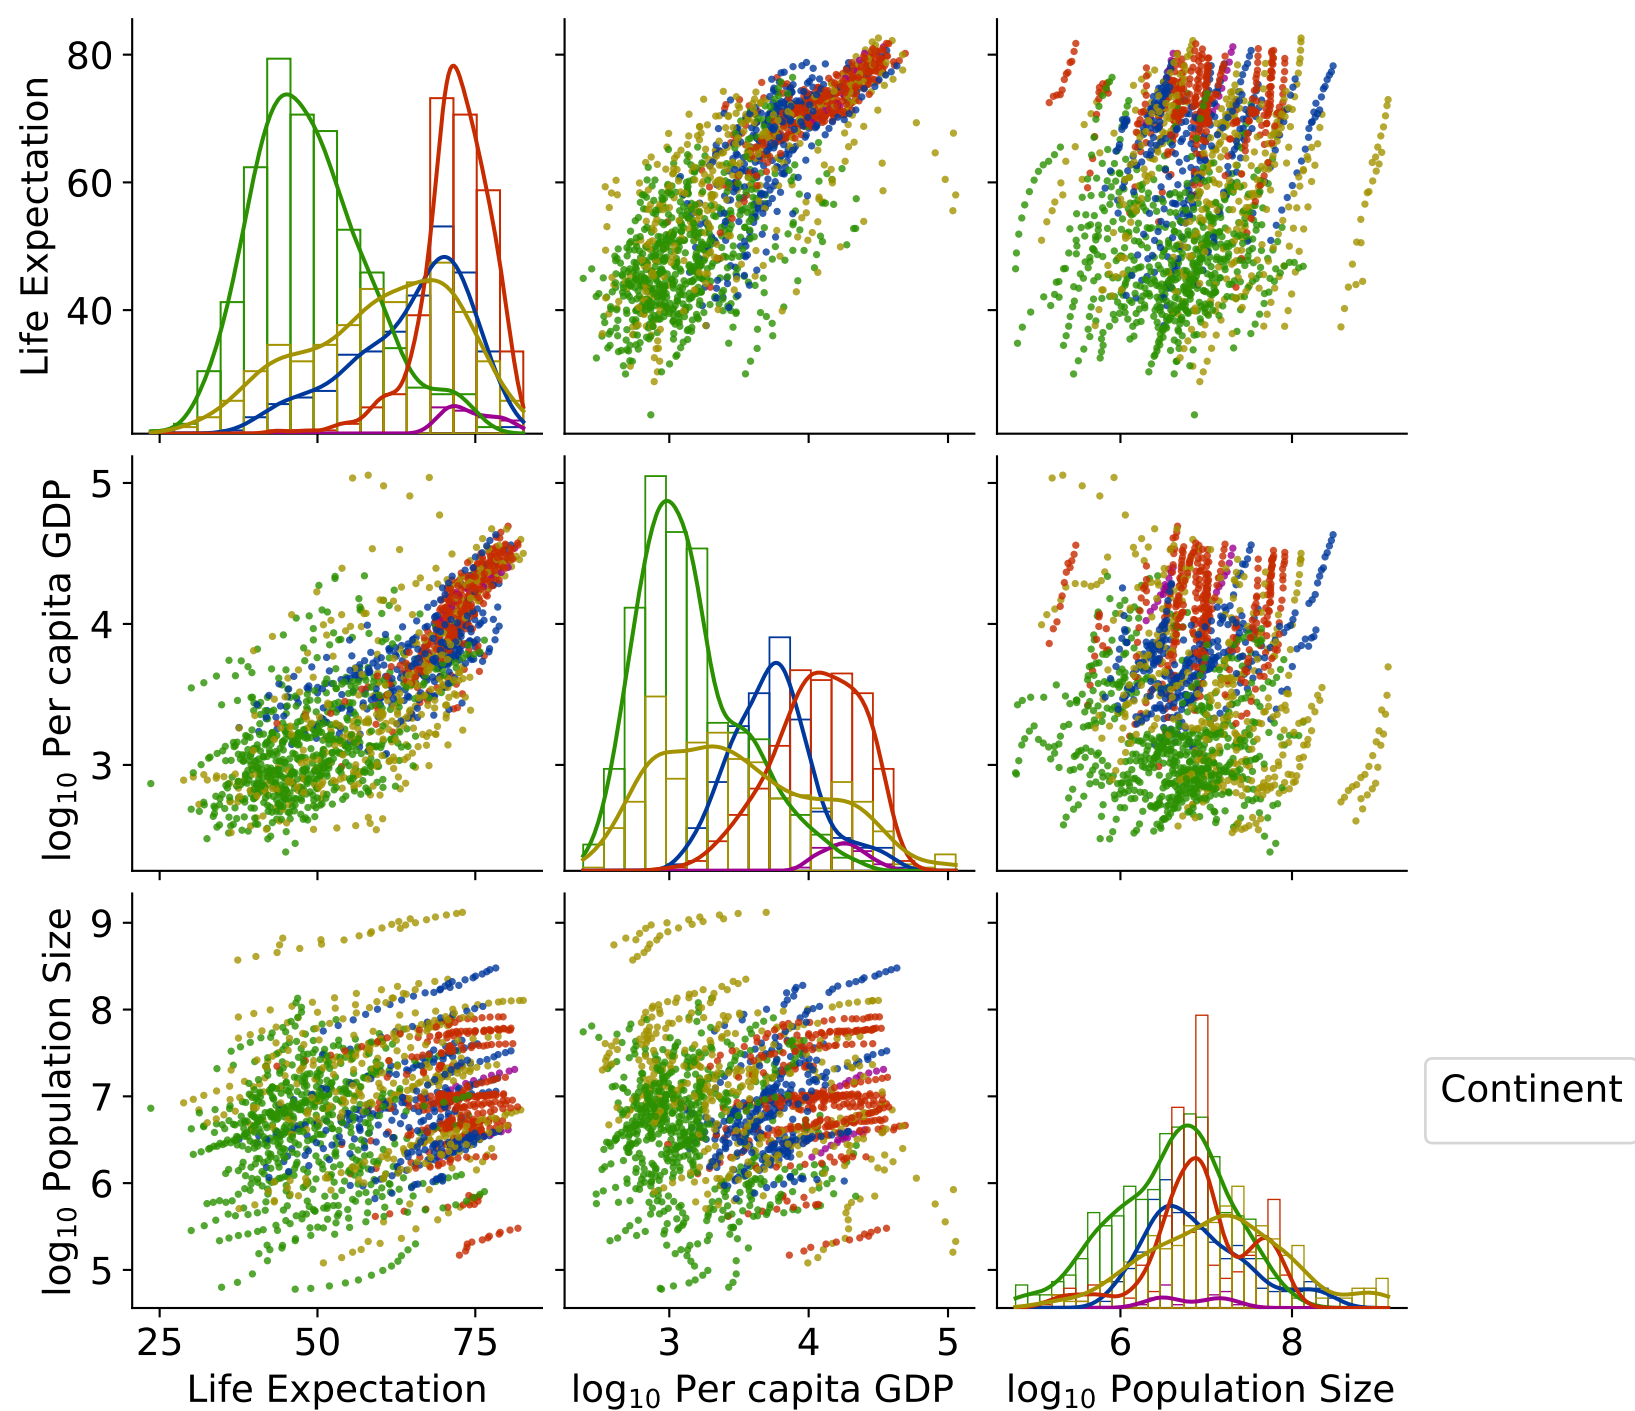 80
60
40
Life Expectation
5
4
3
log₁₀ Per capita GDP
9
8
7
6
5
log₁₀ Population Size
Continent
25 50 75 3 4 5 6 8
Life Expectation log₁₀ Per capita GDP log₁₀ Population Size